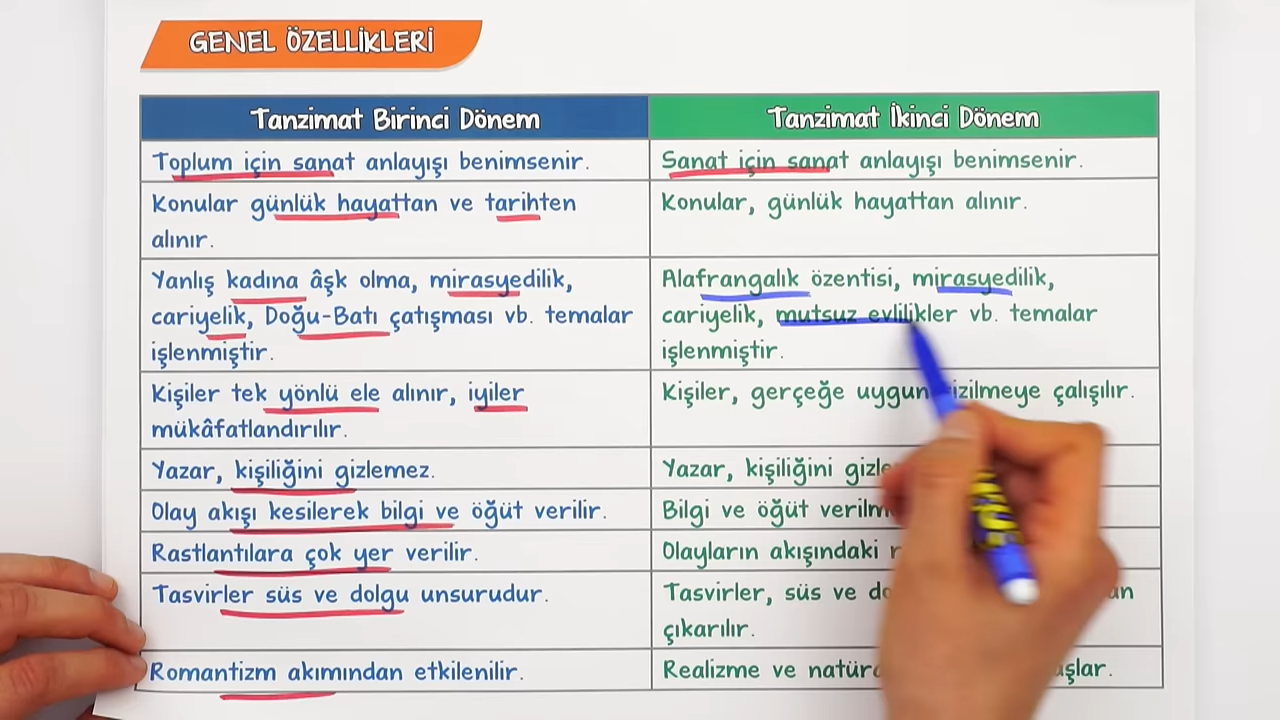 GENEL ÖZELLİKLERİ
Tanzimat Birinci Dönem
Tanzimat İkinci Dönem
Toplum için sanat anlayışı benimsenir.
Sanat için sanat anlayışı benimsenir.
Konular günlük hayattan ve tarihten
alınır.
Konular, günlük hayattan alınır.
Yanlış kadına âşk olma, mirasyedilik,
cariyelik, Doğu-Batı çatışması vb. temalar
işlenmiştir.
Alafrangalık özentisi, mirasyedilik,
cariyelik, mutsuz evlilikler vb. temalar
işlenmiştir.
Kişiler tek yönlü ele alınır, iyiler
mükâfatlandırılır.
Kişiler, gerçeğe uygun çizilmeye çalışılır.
Yazar, kişiliğini gizlemez.
Yazar, kişiliğini
Olay akışı kesilerek bilgi ve öğüt verilir.
Bilgi ve öğüt
Rastlantılara çok yer verilir.
Olayların akışındaki
Tasvirler süs ve dolgu unsurudur.
Tasvirler, süs ve
çıkarılır.
Romantizm akımından etkilenilir.
Realizme ve